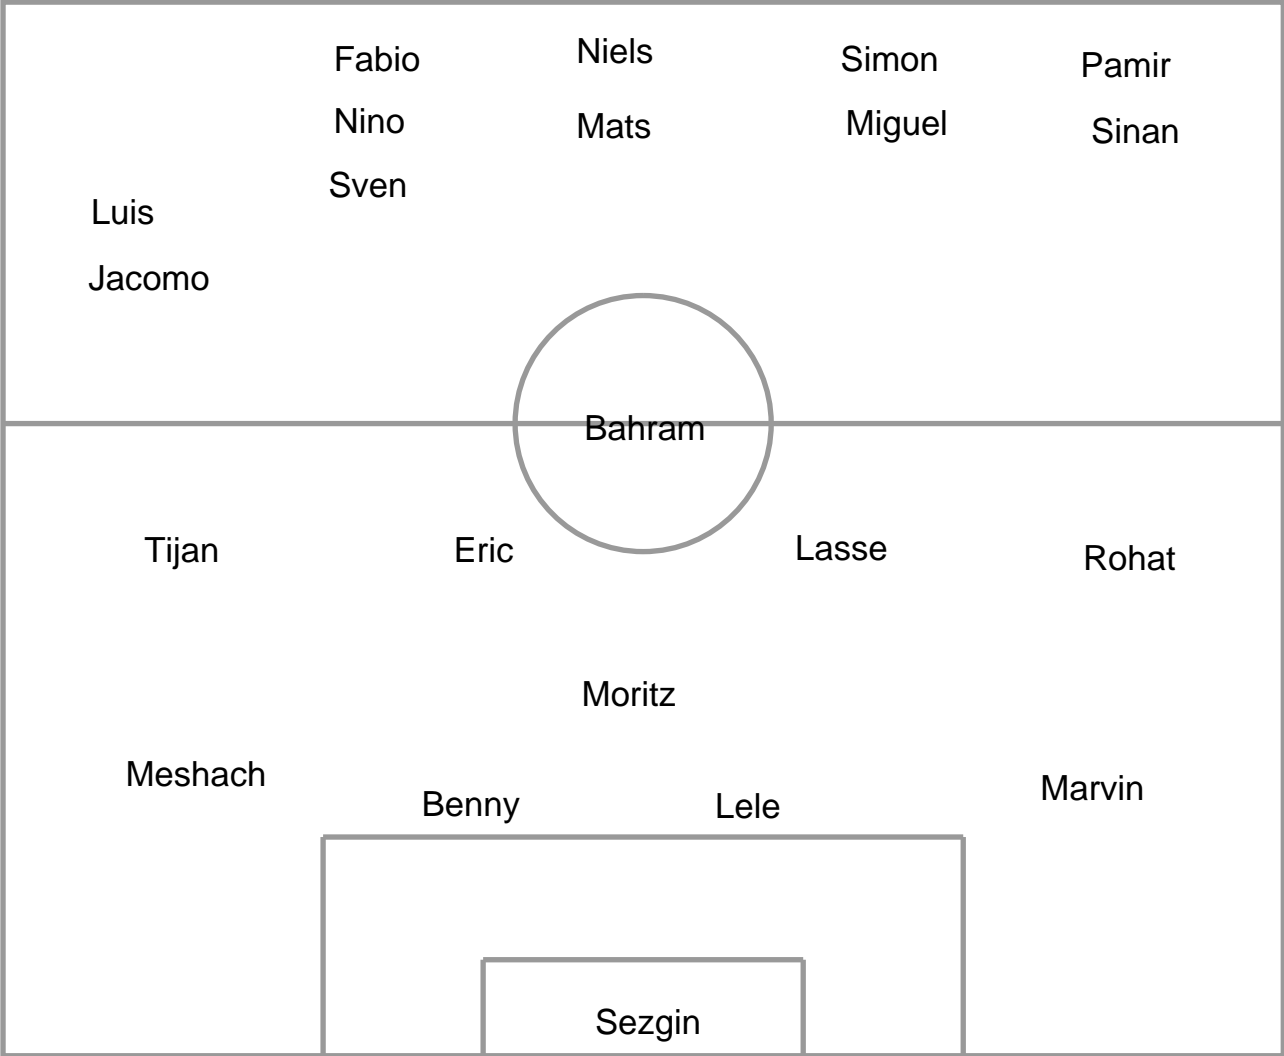 Fabio
Niels
Simon
Pamir
Nino
Mats
Miguel
Sinan
Sven
Luis
Jacomo
Bahram
Tijan
Eric
Lasse
Rohat
Moritz
Meshach
Benny
Lele
Marvin
Sezgin